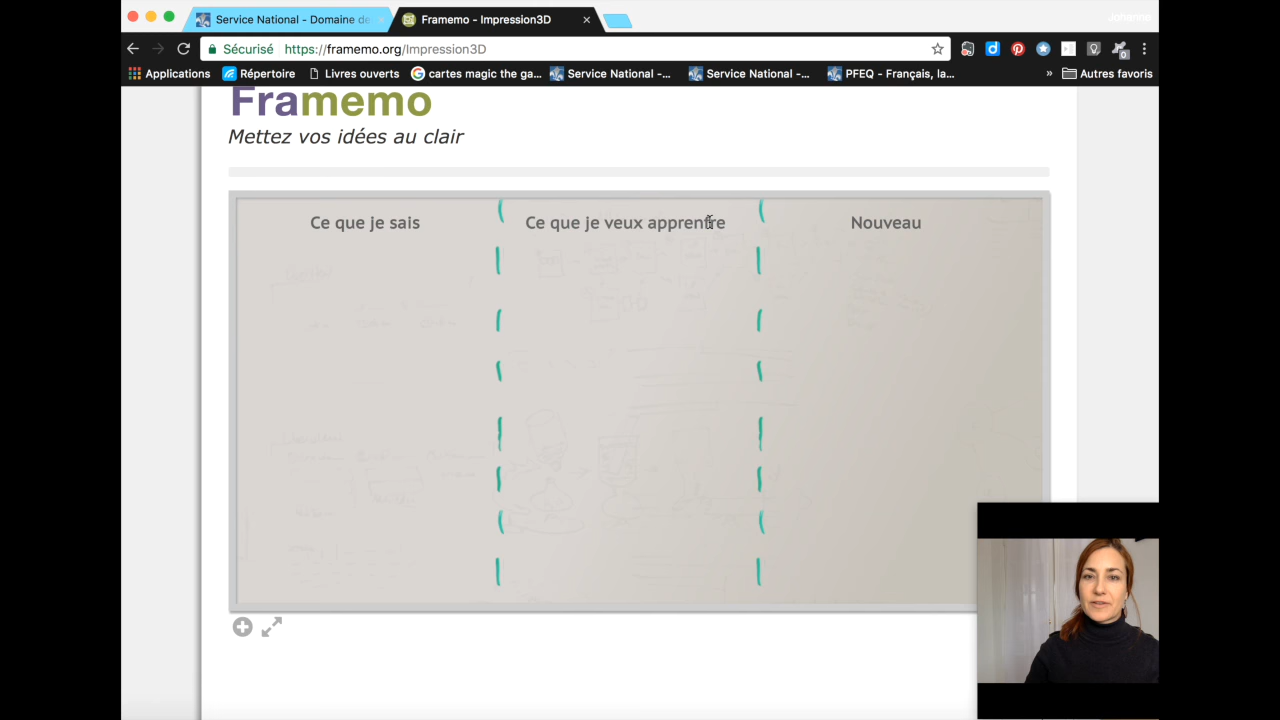 Service National - Domaine de
Framemo - Impression3D
Johanne
Sécurisé https://framemo.org/Impression3D
Applications Répertoire Livres ouverts cartes magic the ga... Service National -... Service National -... PFEQ - Français, la... » Autres favoris
Framemo
Mettez vos idées au clair
Ce que je sais Ce que je veux apprenfre Nouveau